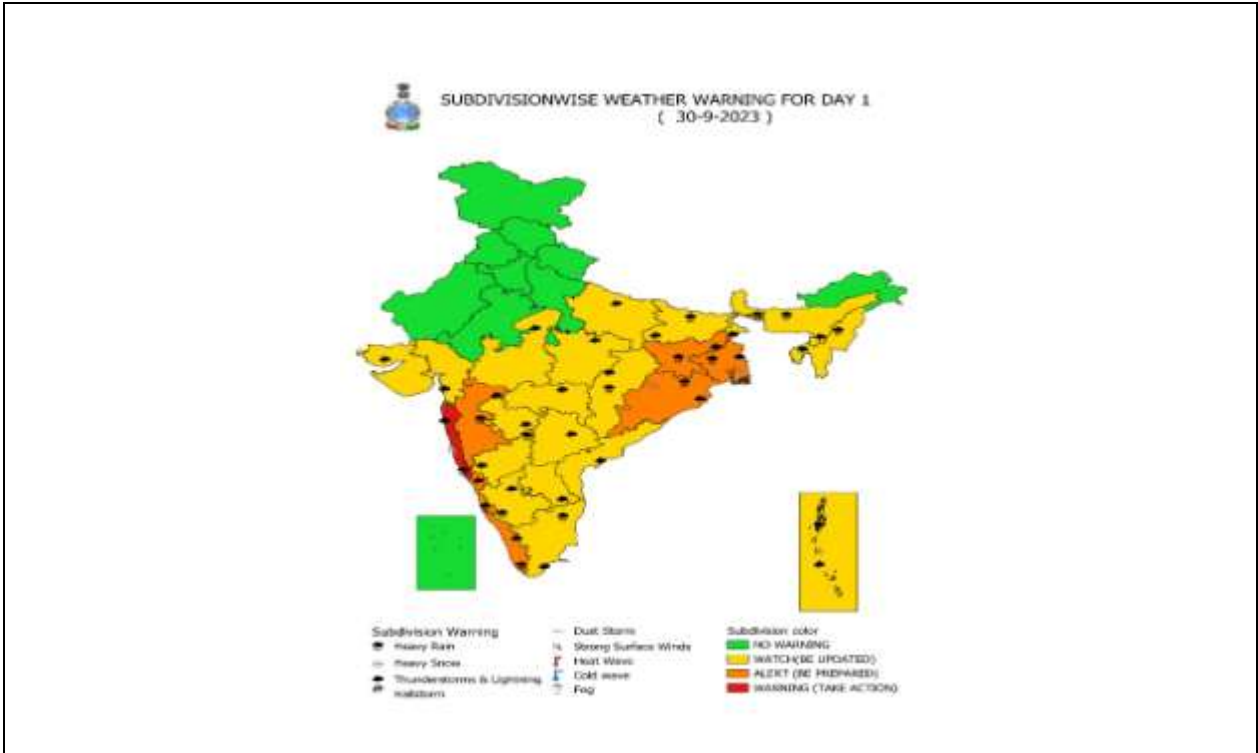 SUBDIVISIONWISE WEATHER WARNING FOR DAY 1
( 30-9-2023 )
Subdivision Warning
Heavy Rain
Heavy Snow
Thunderstorms & Lightning
Hailstorm
Dust Storm
Strong Surface Winds
Heat Wave
Cold wave
Fog
Subdivision color
NO WARNING
WATCH(BE UPDATED)
ALERT (BE PREPARED)
WARNING (TAKE ACTION)